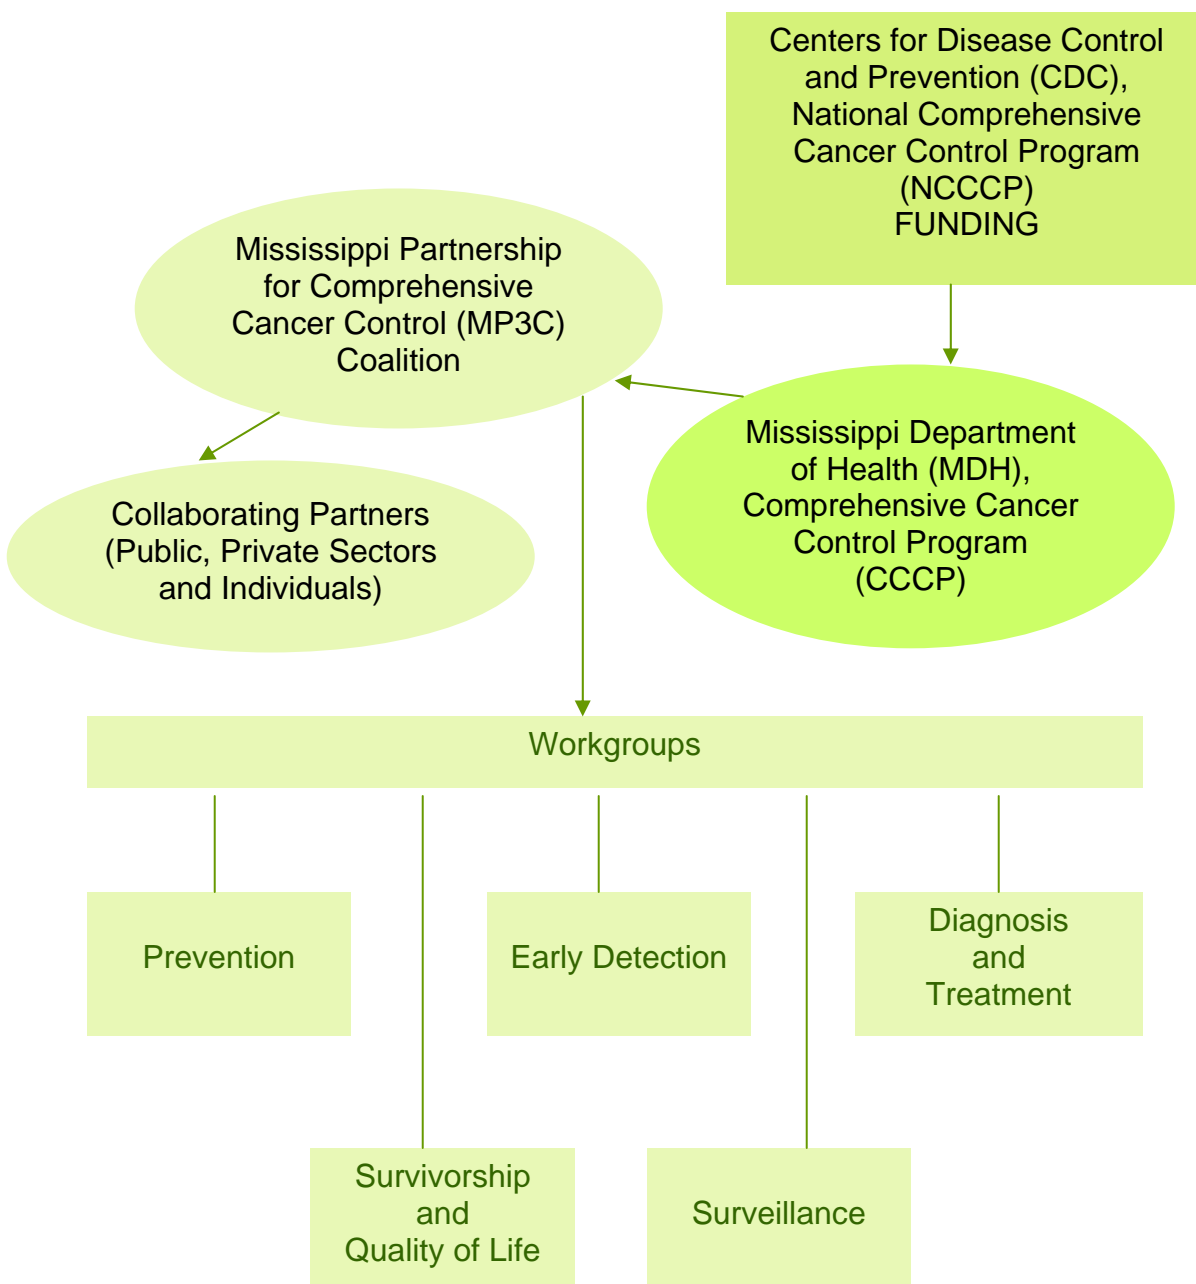 Centers for Disease Control
and Prevention (CDC),
National Comprehensive
Cancer Control Program
(NCCCP)
FUNDING
Mississippi Partnership
for Comprehensive
Cancer Control (MP3C)
Coalition
Mississippi Department
of Health (MDH),
Comprehensive Cancer
Control Program
(CCCP)
Collaborating Partners
(Public, Private Sectors
and Individuals)
Workgroups
Prevention
Early Detection
Diagnosis
and
Treatment
Survivorship
and
Quality of Life
Surveillance